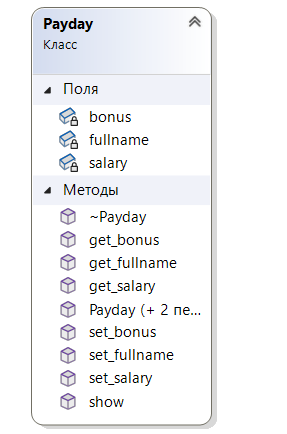 Payday
Класс
Поля
bonus
fullname
salary
Методы
~Payday
get_bonus
get_fullname
get_salary
Payday (+ 2 пе...
set_bonus
set_fullname
set_salary
show